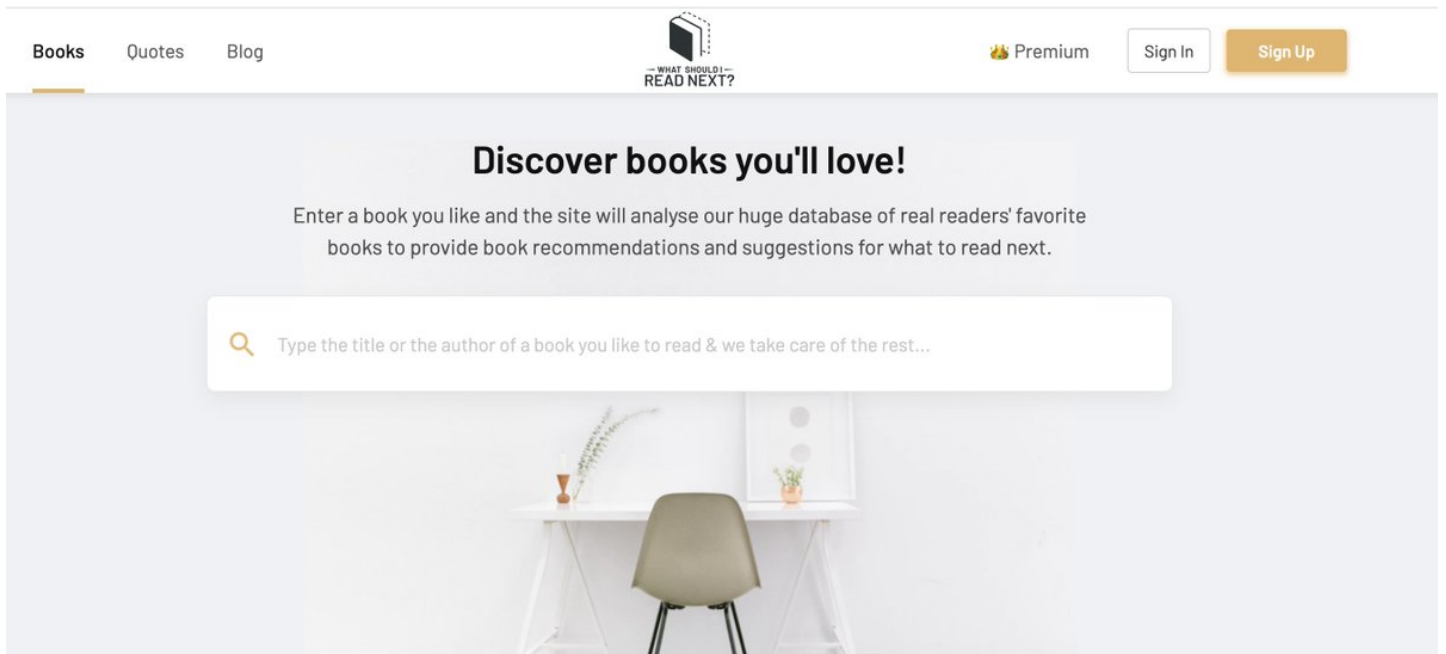 Books
Quotes
Blog
WHAT SHOULD I
READ NEXT?
Premium
Sign In
Sign Up
Discover books you'll love!
Enter a book you like and the site will analyse our huge database of real readers' favorite
books to provide book recommendations and suggestions for what to read next.
Type the title or the author of a book you like to read & we take care of the rest...